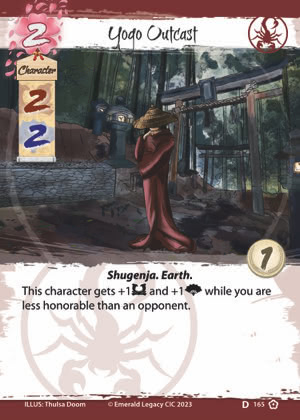 2
Yogo Outcast
Character
2
2
1
Shugenja. Earth.
This character gets +1 and +1 while you are
less honorable than an opponent.
ILLUS: Thulsa Doom © Emerald Legacy CIC 2023 D 165